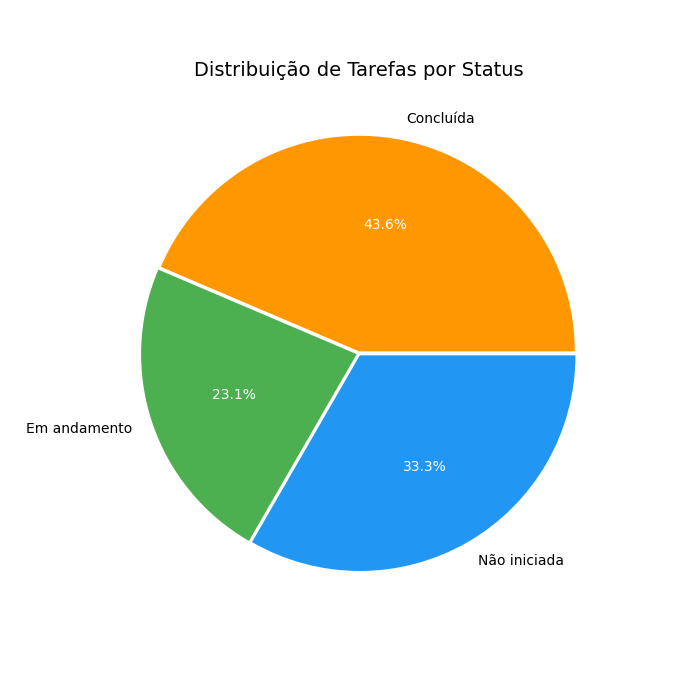 Distribuição de Tarefas por Status
Concluída
43.6%
23.1%
Em andamento
33.3%
Não iniciada